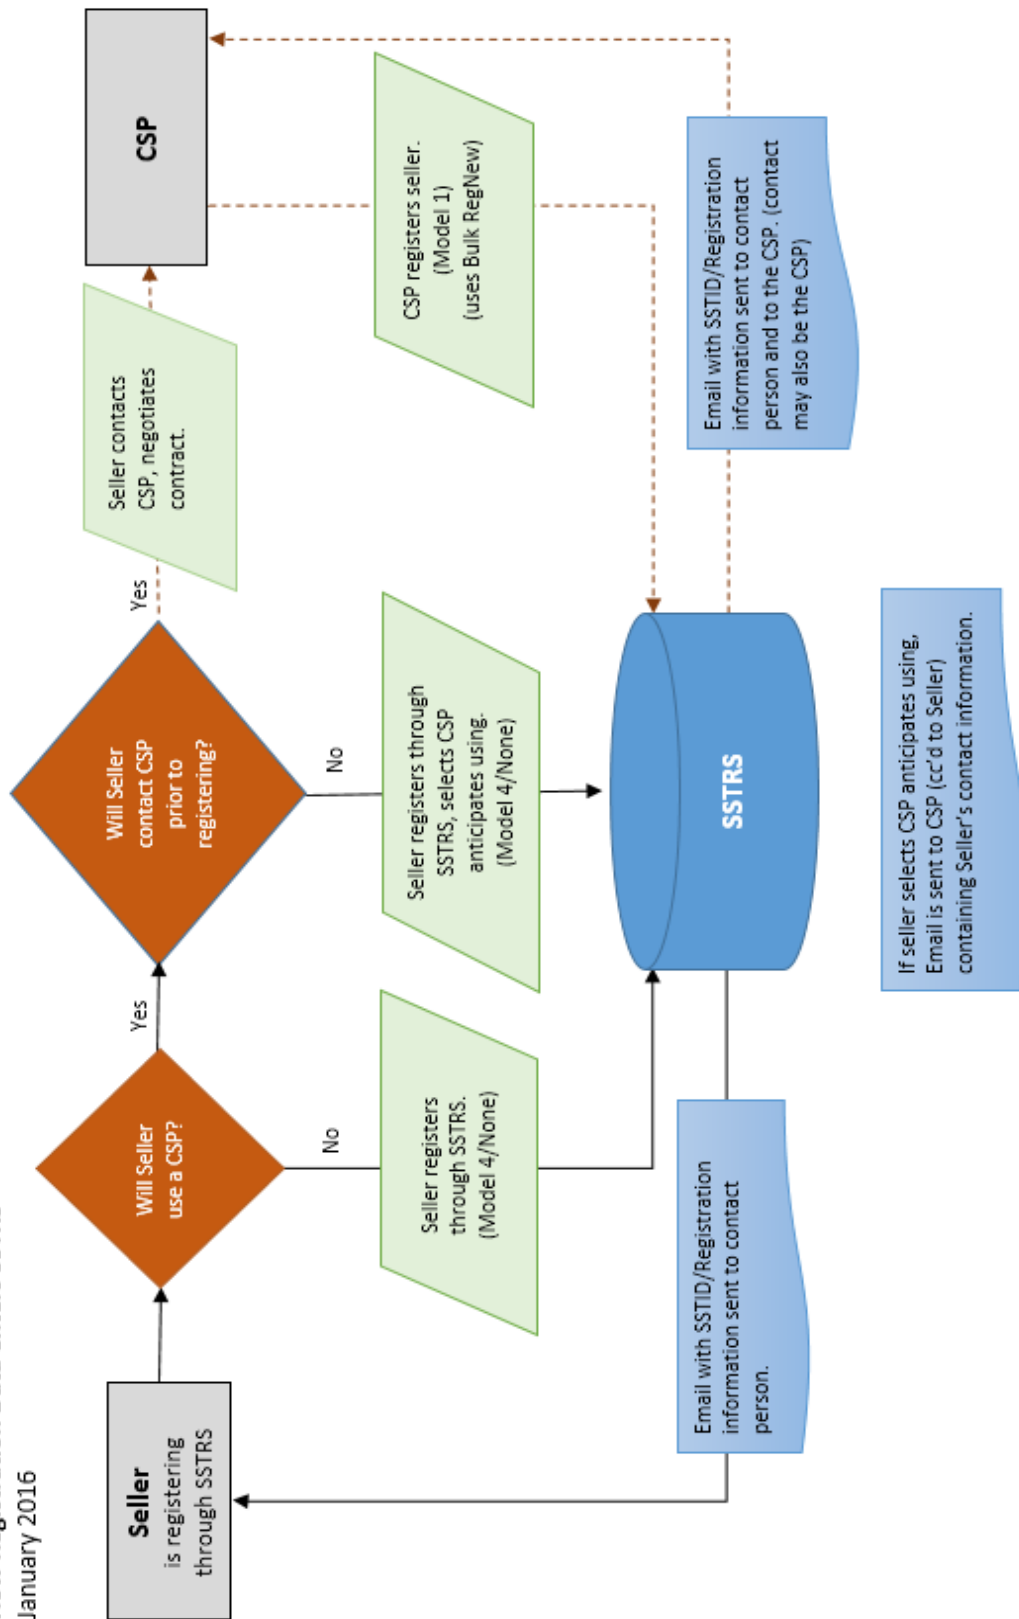 January 2016
Seller
is registering
through SSTRS
Will Seller
use a CSP?
Yes
No
Will Seller
contact CSP
prior to
registering?
Yes
No
Seller contacts
CSP, negotiates
contract.
CSP
Seller registers
through SSTRS.
(Model 4/None)
Seller registers through
SSTRS, selects CSP
anticipates using.
(Model 4/None)
CSP registers seller.
(Model 1)
(uses Bulk RegNew)
SSTRS
Email with SSTID/Registration
information sent to contact
person.
Email with SSTID/Registration
information sent to contact
person and to the CSP. (contact
may also be the CSP)
If seller selects CSP anticipates using,
Email is sent to CSP (cc'd to Seller)
containing Seller's contact information.